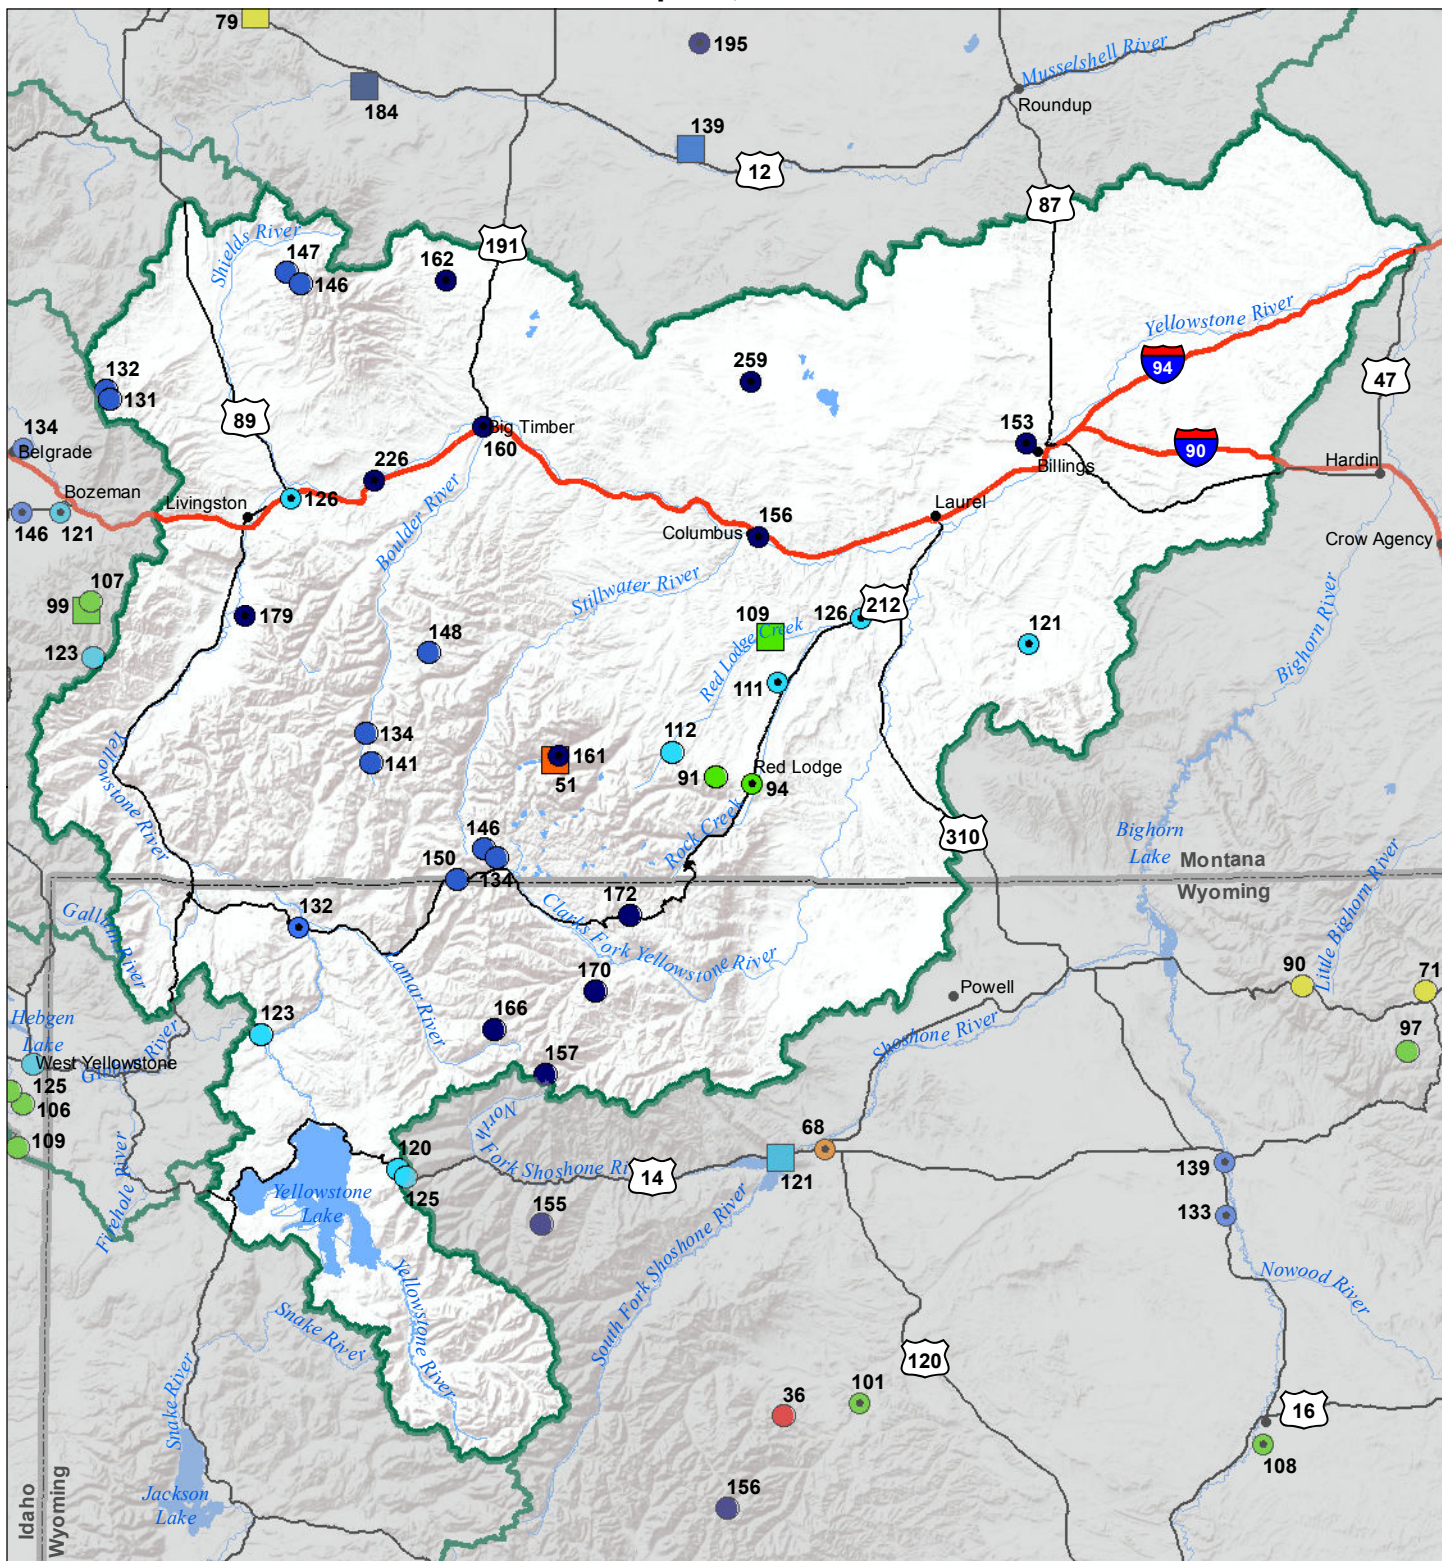 79
195
184
139
12
Musselshell River
Roundup
87
191
Shields River
147
146
162
Yellowstone River
94
47
259
132
131
89
134
Belgrade
Big Timber
160
153
Billings
90
Hardin
226
Bozeman
Livingston
126
146
121
Boulder River
Laurel
156
Columbus
Crow Agency
Stillwater River
107
99
179
148
109
Red Lodge Creek
126
212
121
Bighorn River
123
111
134
141
112
161
51
91
Red Lodge
94
Yellowstone River
Rock Creek
146
150
134
310
Bighorn
Lake
Montana
Wyoming
Little Bighorn River
172
132
Gallatin River
Clarks Fork Yellowstone River
Lamar River
170
166
157
90
71
97
Powell
Shoshone River
123
Hebgen
Lake
West Yellowstone
125
106
109
Firehole River
120
125
Yellowstone
Lake
North
Fork Shoshone Ri
14
68
121
139
133
155
South Fork Shoshone River
Nowood River
Yellowstone River
Snake River
Snake River
120
36
101
16
108
156
Jackson
Lake
Idaho
Wyoming